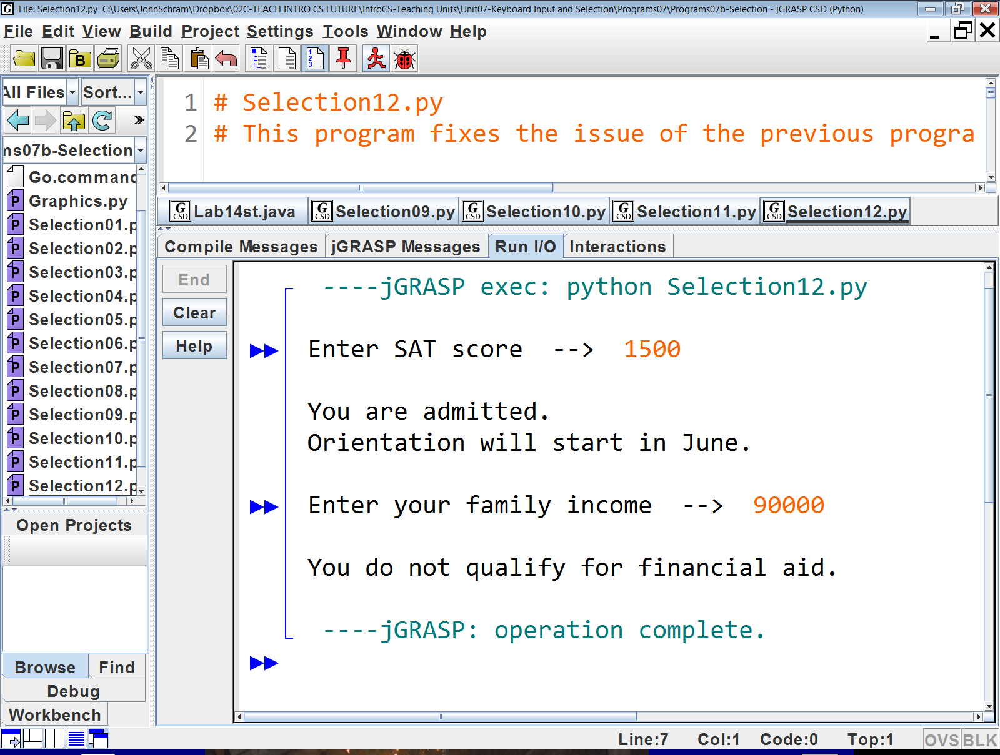 File: Selection12.py  C:\Users\JohnSchram\Dropbox\02C-TEACH INTRO CS FUTURE\IntroCS-Teaching Units\Unit07-Keyboard Input and Selection\Programs07\Programs07b-Selection - jGRASP CSD (Python)
File Edit View Build Project Settings Tools Window Help
B
1 2 3
All Files Sort...
ns07b-Selection
Go.command
Graphics.py
Selection01.p
Selection02.p
Selection03.p
Selection04.p
Selection05.p
Selection06.p
Selection07.p
Selection08.p
Selection09.p
Selection10.p
Selection11.p
Selection12.p
Open Projects
Browse Find
Debug
Workbench
1 # Selection12.py
2 # This program fixes the issue of the previous progra
Lab14st.java Selection09.py Selection10.py Selection11.py Selection12.py
Compile Messages jGRASP Messages Run I/O Interactions
End
Clear
Help
----jGRASP exec: python Selection12.py
Enter SAT score  -->  1500
You are admitted.
Orientation will start in June.
Enter your family income  -->  90000
You do not qualify for financial aid.
----jGRASP: operation complete.
Line:7 Col:1 Code:0 Top:1 OVS BLK